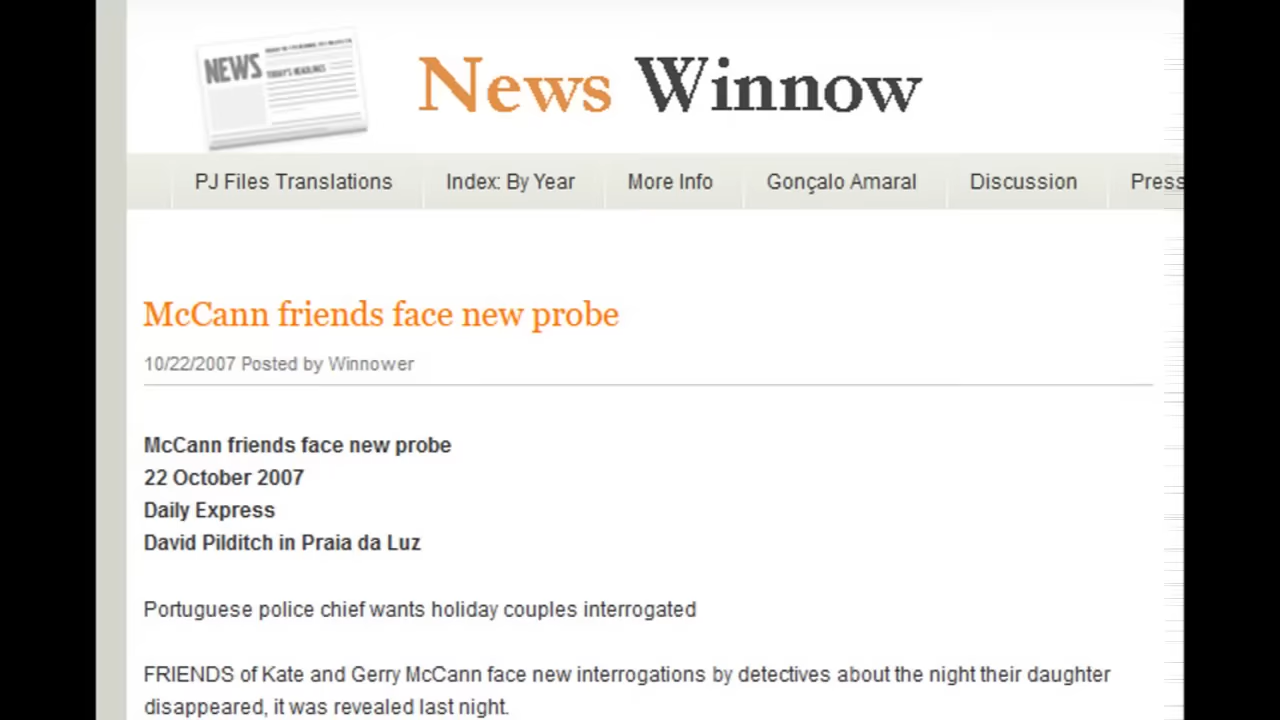 NEWS
TODAY'S HEADLINES
News Winnow
PJ Files Translations Index: By Year More Info Gonçalo Amaral Discussion Press
McCann friends face new probe
10/22/2007 Posted by Winnower
McCann friends face new probe
22 October 2007
Daily Express
David Pilditch in Praia da Luz
Portuguese police chief wants holiday couples interrogated
FRIENDS of Kate and Gerry McCann face new interrogations by detectives about the night their daughter
disappeared, it was revealed last night.